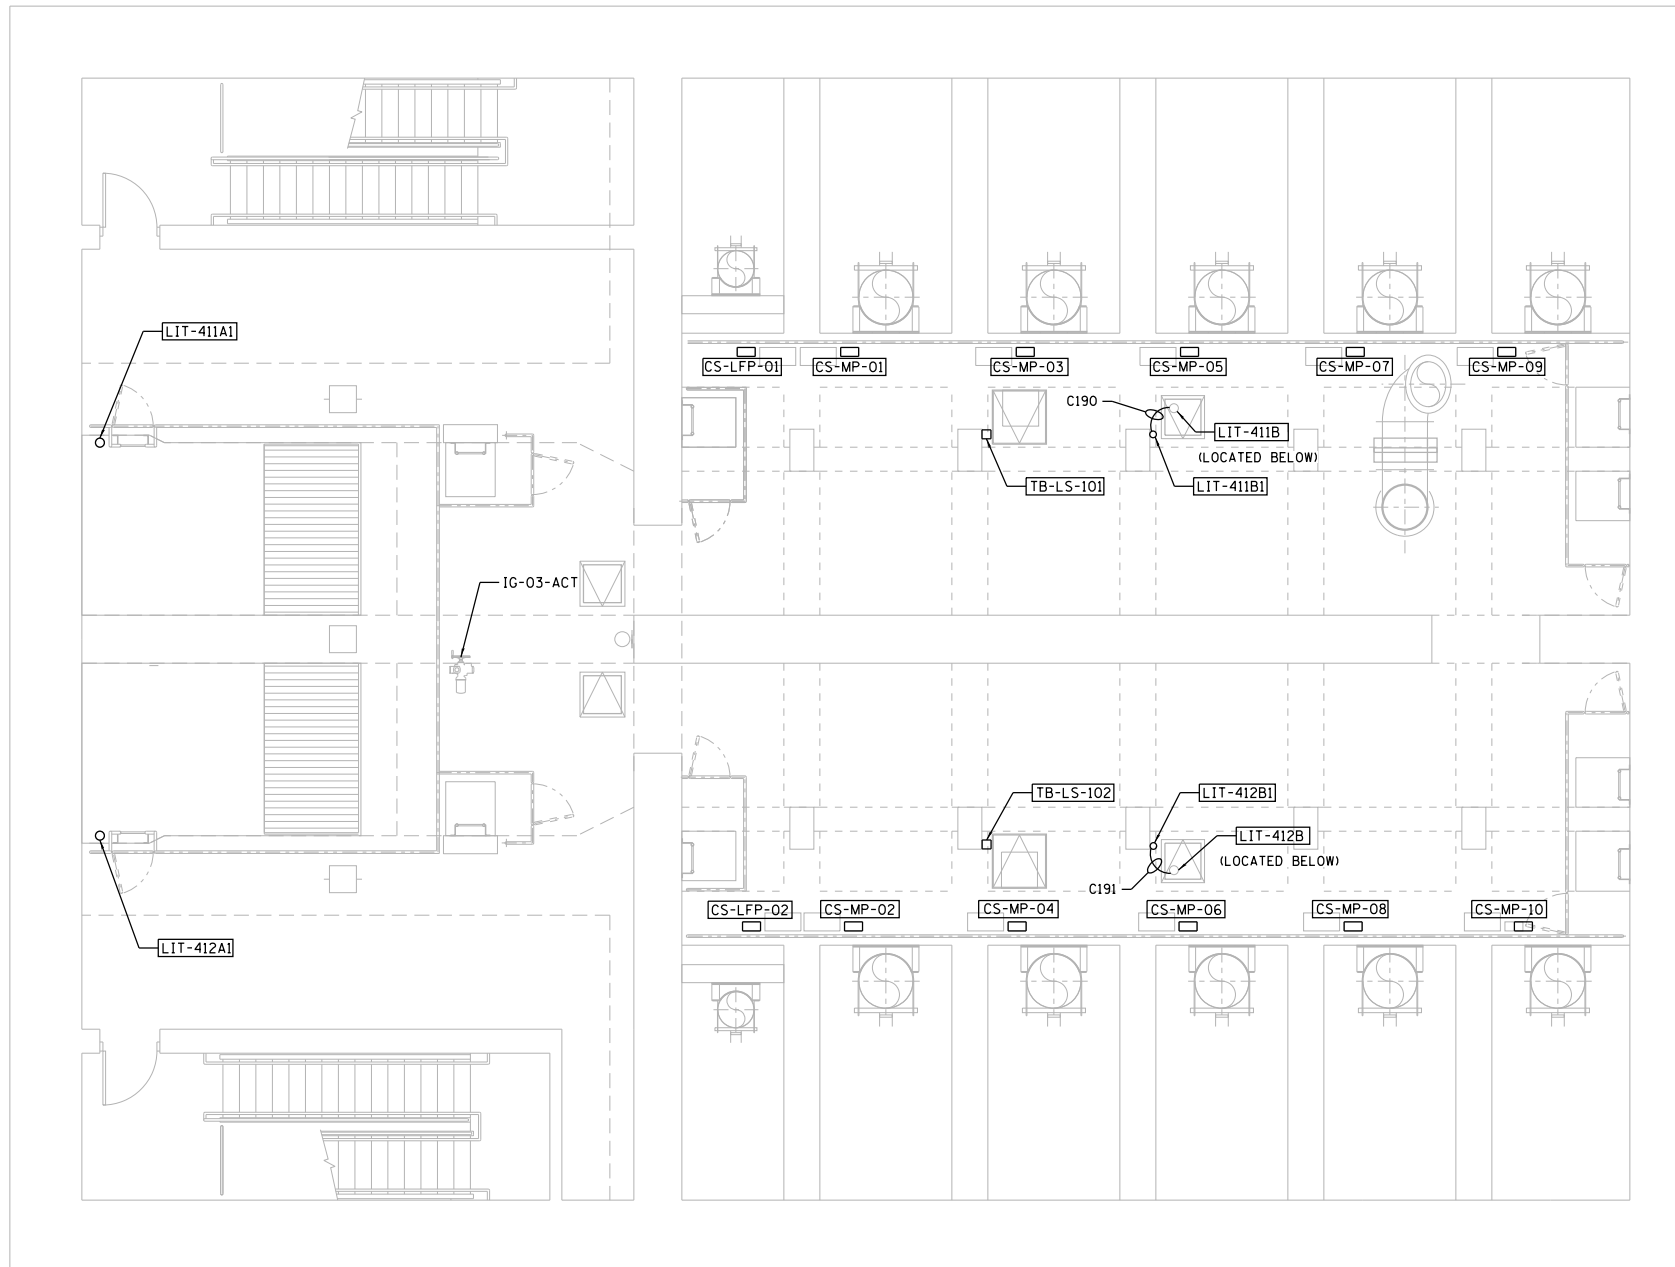 LIT-411A1
CS-LFP-01
CS-MP-01
CS-MP-03
CS-MP-05
CS-MP-07
CS-MP-09
C190
LIT-411B
(LOCATED BELOW)
TB-LS-101
LIT-411B1
IG-03-ACT
TB-LS-102
LIT-412B1
LIT-412B
(LOCATED BELOW)
C191
CS-LFP-02
CS-MP-02
CS-MP-04
CS-MP-06
CS-MP-08
CS-MP-10
LIT-412A1